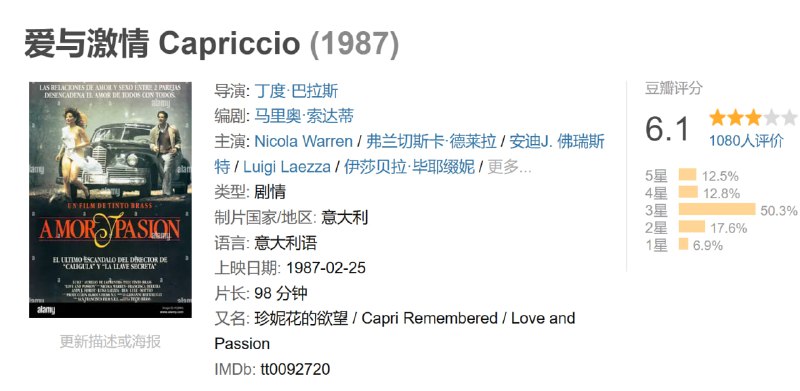 爱与激情 Capriccio (1987)
LAS RELACIONES DE AMOR Y SEXO ENTRE 2 PAREJAS
DESENCADENA EL AMOR DE TODOS CON TODOS.
alamy
UN FILM DE TINTO BRASS
AMOR Y PASION
EL ULTIMO ESCANDALO DEL DIRECTOR DE
"CALIGULA" Y "LA LLAVE SECRETA"
alamy
更新描述或海报
导演: 丁度·巴拉斯
编剧: 马里奥·索达蒂
主演: Nicola Warren / 弗兰切斯卡·德莱拉 / 安迪J. 佛瑞斯
特 / Luigi Laezza / 伊莎贝拉·毕耶缀妮 / 更多...
类型: 剧情
制片国家/地区: 意大利
语言: 意大利语
上映日期: 1987-02-25
片长: 98 分钟
又名: 珍妮花的欲望 / Capri Remembered / Love and
Passion
IMDb: tt0092720
豆瓣评分
6.1
1080人评价
5星 12.5%
4星 12.8%
3星 50.3%
2星 17.6%
1星 6.9%